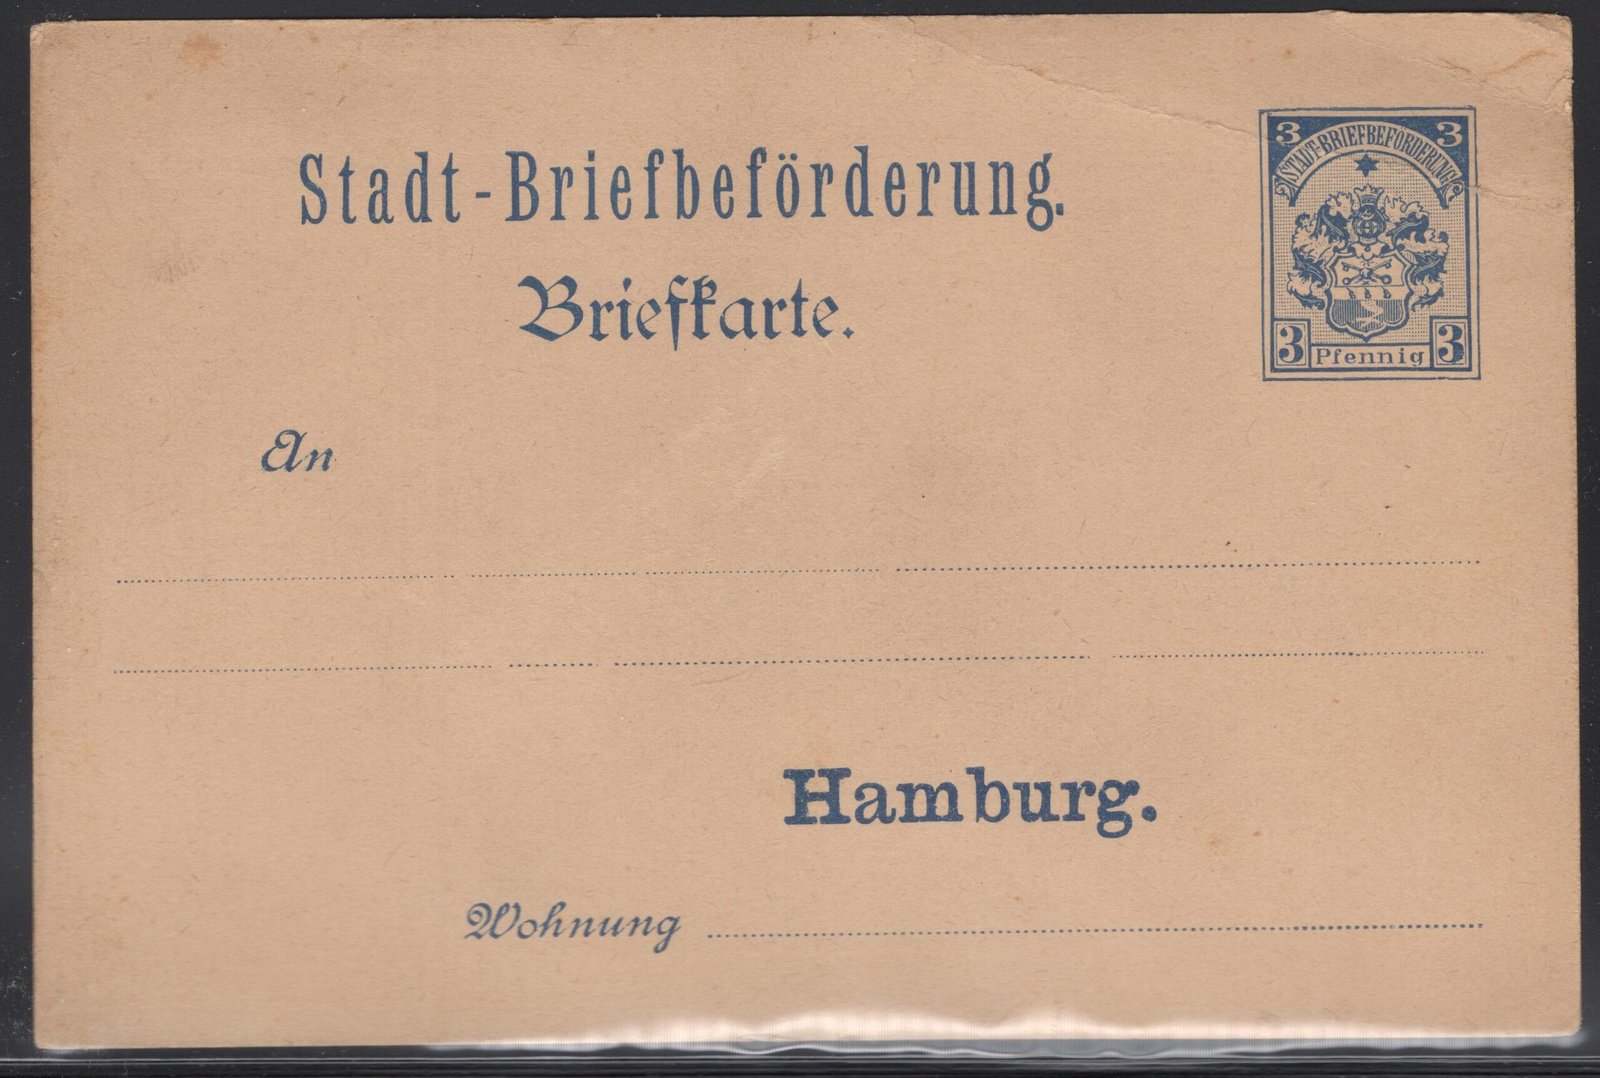 Stadt-Briefbeförderung.
Briefkarte.
3 3
STADT-BRIEFBEFÖRDERUNG
3 Pfennig 3
An
Hamburg.
Wohnung